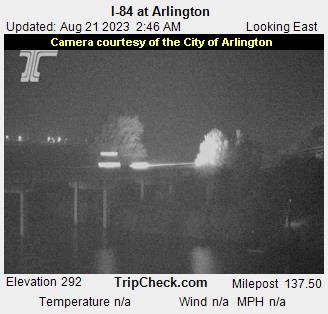 I-84 at Arlington
Updated: Aug 21 2023 2:46 AM Looking East
Camera courtesy of the City of Arlington
Elevation 292 TripCheck.com Milepost 137.50
Temperature n/a Wind n/a MPH n/a